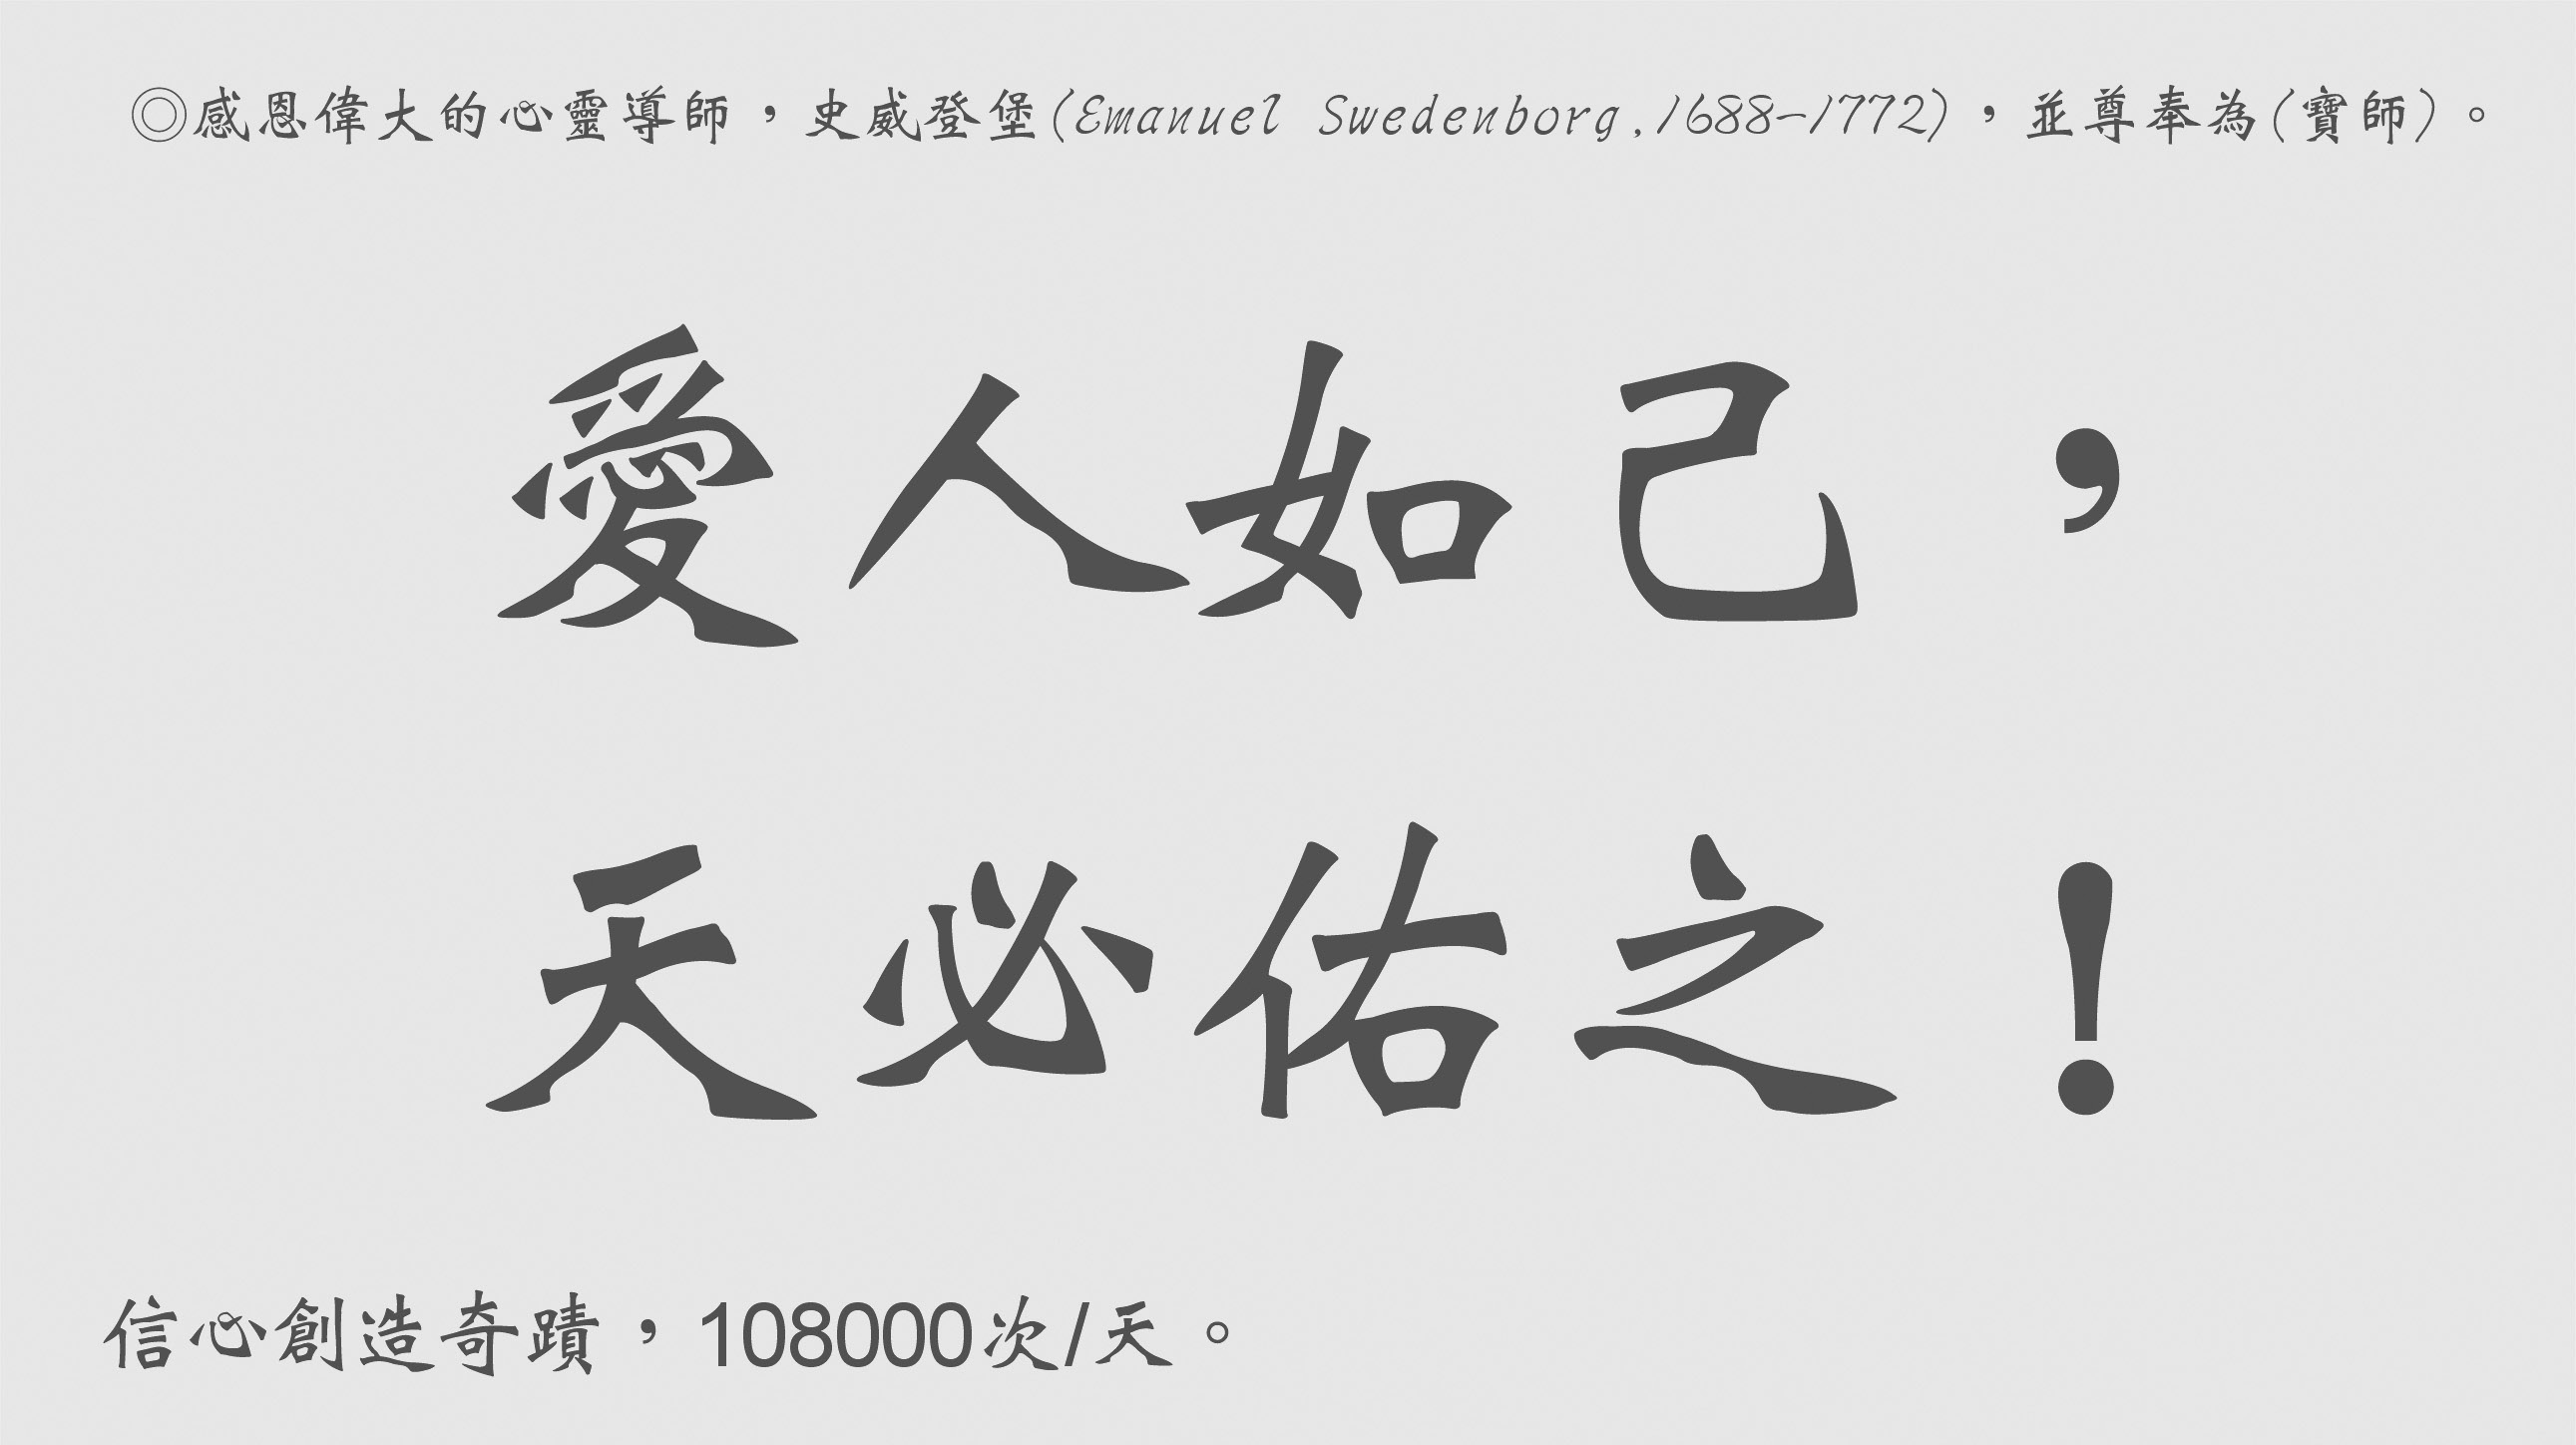 ◎感恩偉大的心靈導師，史威登堡(Emanuel Swedenborg,1688-1772)，並尊奉為(寶師)。
愛人如己，
天必佑之！
信心創造奇蹟，108000次/天。